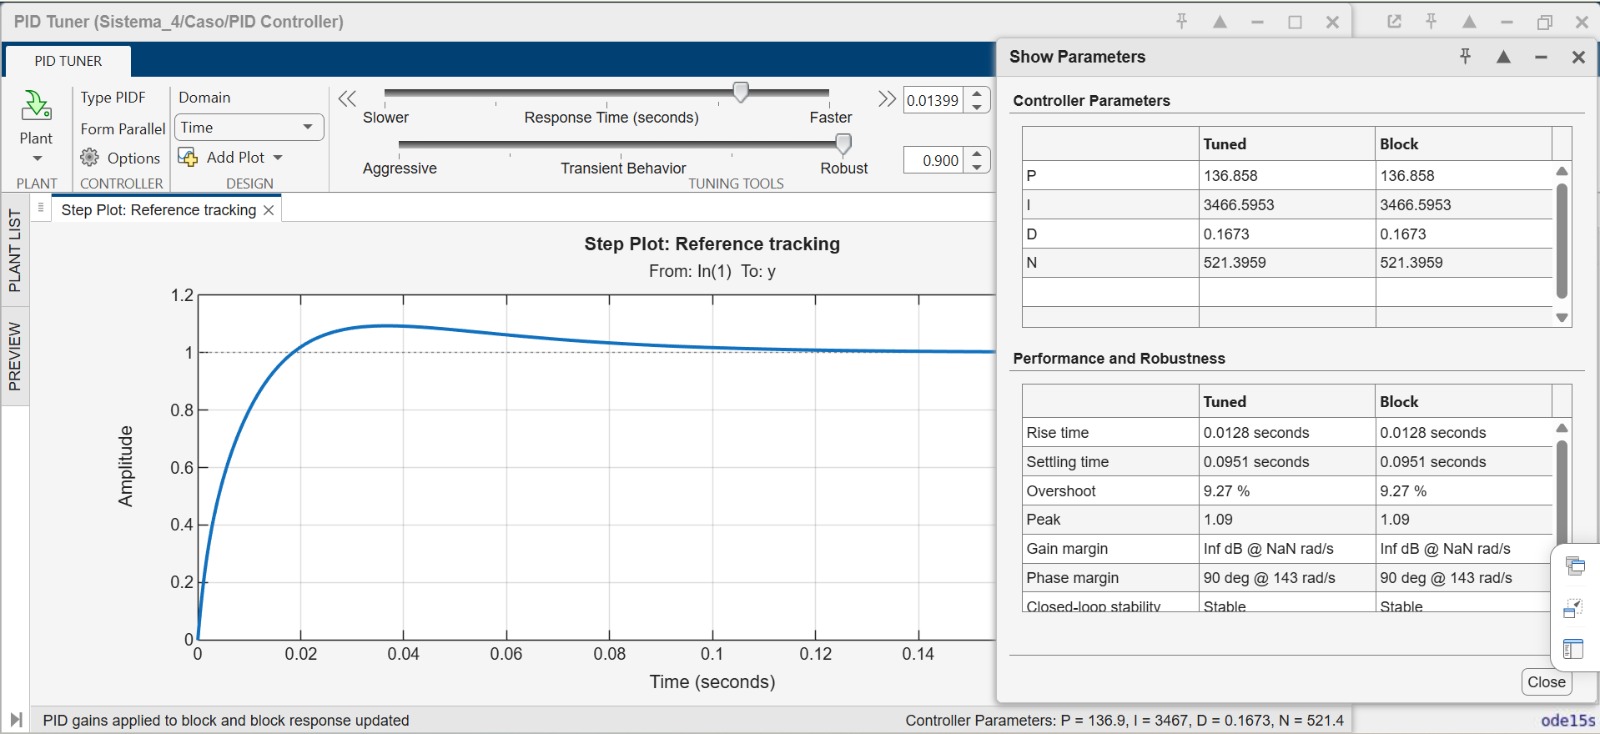 PID Tuner (Sistema_4/Caso/PID Controller)
PID TUNER
Plant
PLANT
Type PIDF
Form Parallel
Options
CONTROLLER
Domain
Time
Add Plot
DESIGN
Slower Response Time (seconds) Faster
0.01399
Aggressive Transient Behavior Robust
0.900
TUNING TOOLS
PLANT LIST
PREVIEW
Step Plot: Reference tracking
Step Plot: Reference tracking
From: In(1) To: y
Amplitude
1.2
1
0.8
0.6
0.4
0.2
0
0 0.02 0.04 0.06 0.08 0.1 0.12 0.14
Time (seconds)
PID gains applied to block and block response updated
Controller Parameters: P = 136.9, I = 3467, D = 0.1673, N = 521.4
Show Parameters
Controller Parameters
Tuned Block
P 136.858 136.858
I 3466.5953 3466.5953
D 0.1673 0.1673
N 521.3959 521.3959
Performance and Robustness
Tuned Block
Rise time 0.0128 seconds 0.0128 seconds
Settling time 0.0951 seconds 0.0951 seconds
Overshoot 9.27 % 9.27 %
Peak 1.09 1.09
Gain margin Inf dB @ NaN rad/s Inf dB @ NaN rad/s
Phase margin 90 deg @ 143 rad/s 90 deg @ 143 rad/s
Closed-loop stability Stable Stable
Close
ode15s